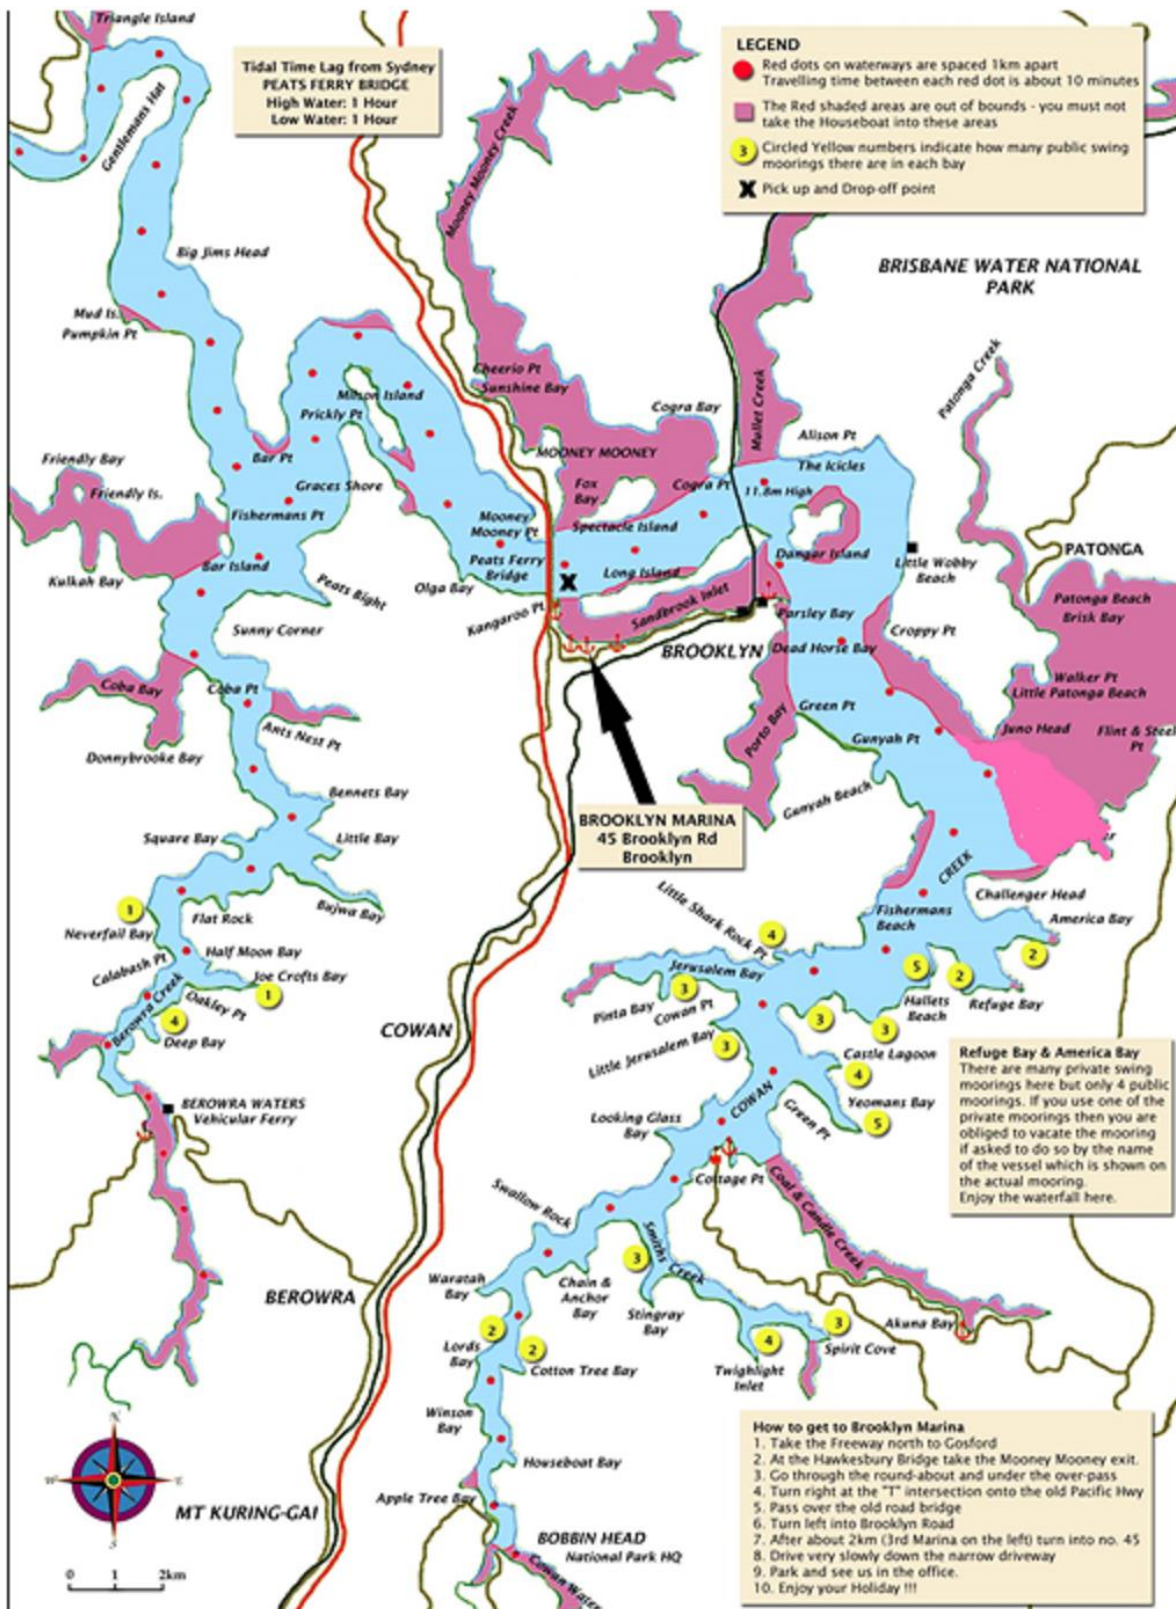 Triangle Island
Tidal Time Lag from Sydney
PEATS FERRY BRIDGE
High Water: 1 Hour
Low Water: 1 Hour
LEGEND
Red dots on waterways are spaced 1km apart
Travelling time between each red dot is about 10 minutes
The Red shaded areas are out of bounds - you must not
take the Houseboat into these areas
3
Circled Yellow numbers indicate how many public swing
moorings there are in each bay
X
Pick up and Drop-off point
Gentlemans Hat
Mooney Mooney Creek
Big Jims Head
BRISBANE WATER NATIONAL
PARK
Mud Is.
Pumpkin Pt
Cheerio Pt
Sunshine Bay
Milson Island
Prickly Pt
Cogra Bay
Mullet Creek
Patonga Creek
Alison Pt
Friendly Bay
Friendly Is.
Bar Pt
Graces Shore
MOONEY MOONEY
Fox
Bay
Cogra Pt
The Icicles
11.8m High
Fishermans Pt
Mooney
Mooney Pt
Spectacle Island
Kulkah Bay
Bar Island
Peats Ferry
Bridge
X
Long Island
Dangar Island
Little Wobby
Beach
PATONGA
Peats Bight
Olga Bay
Kangaroo Pt
Sandbrook Inlet
Parsley Bay
Patonga Beach
Brisk Bay
Sunny Corner
BROOKLYN
Dead Horse Bay
Croppy Pt
Coba Bay
Coba Pt
Walker Pt
Little Patonga Beach
Ants Nest Pt
Porto Bay
Green Pt
Gunyah Pt
Juno Head
Flint & Steel
Pt
Donnybrooke Bay
Bennets Bay
Gunyah Beach
Square Bay
Little Bay
BROOKLYN MARINA
45 Brooklyn Rd
Brooklyn
CREEK
Challenger Head
1
Neverfail Bay
Flat Rock
Bujwa Bay
Little Shark Rock Pt
4
Fishermans
Beach
America Bay
Calabash Pt
Half Moon Bay
Joe Crofts Bay
1
Jerusalem Bay
5
2
2
Berowra Creek
Oakley Pt
4
Deep Bay
Pinta Bay
3
Cowan Pt
Hallets
Beach
Refuge Bay
COWAN
Little Jerusalem Bay
3
3
3
Castle Lagoon
4
Yeomans Bay
5
Refuge Bay & America Bay
There are many private swing
moorings here but only 4 public
moorings. If you use one of the
private moorings then you are
obliged to vacate the mooring
if asked to do so by the name
of the vessel which is shown on
the actual mooring.
Enjoy the waterfall here.
BEROWRA WATERS
Vehicular Ferry
Looking Glass
Bay
COWAN
Green Pt
Cottage Pt
Coal & Candle Creek
Swallow Rock
Smiths Creek
3
BEROWRA
Waratah
Bay
Chain &
Anchor
Bay
Stingray
Bay
Akuna Bay
2
Lords
Bay
2
Cotton Tree Bay
4
Twighlight
Inlet
3
Spirit Cove
Winson
Bay
Houseboat Bay
Apple Tree Bay
MT KURING-GAI
BOBBIN HEAD
National Park HQ
Cowan Water
N
W
E
S
0 1 2km
How to get to Brooklyn Marina
1. Take the Freeway north to Gosford
2. At the Hawkesbury Bridge take the Mooney Mooney exit.
3. Go through the round-about and under the over-pass
4. Turn right at the "T" intersection onto the old Pacific Hwy
5. Pass over the old road bridge
6. Turn left into Brooklyn Road
7. After about 2km (3rd Marina on the left) turn into no. 45
8. Drive very slowly down the narrow driveway
9. Park and see us in the office.
10. Enjoy your Holiday !!!